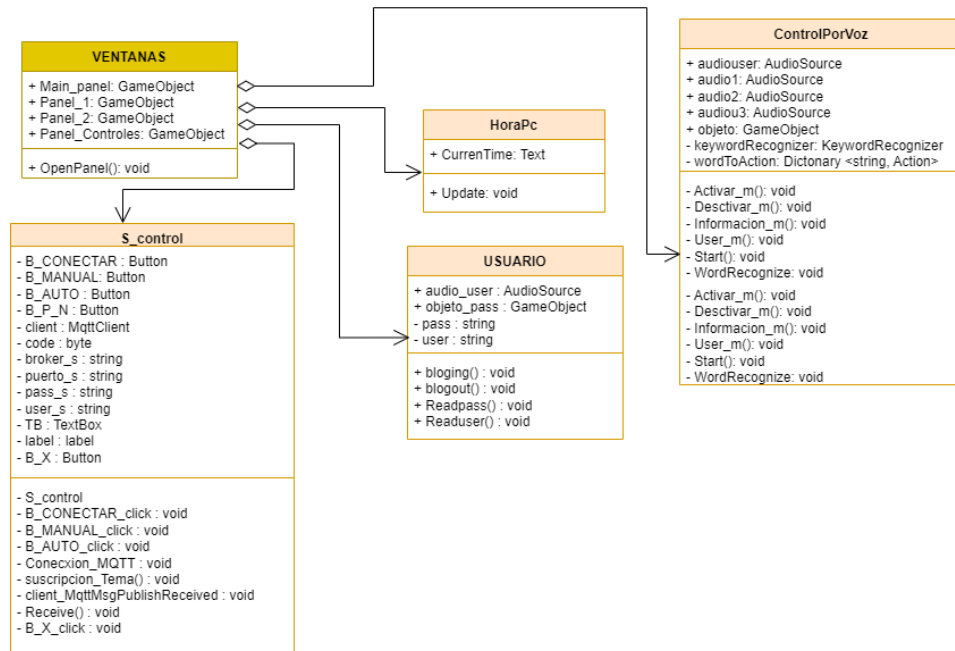 VENTANAS
+ Main_panel: GameObject
+ Panel_1: GameObject
+ Panel_2: GameObject
+ Panel_Controles: GameObject
+ OpenPanel(): void
HoraPc
+ CurrenTime: Text
+ Update: void
ControlPorVoz
+ audiouser: AudioSource
+ audio1: AudioSource
+ audio2: AudioSource
+ audiou3: AudioSource
+ objeto: GameObject
- keywordRecognizer: KeywordRecognizer
- wordToAction: Dictonary <string, Action>
- Activar_m(): void
- Desctivar_m(): void
- Informacion_m(): void
- User_m(): void
- Start(): void
- WordRecognize: void
- Activar_m(): void
- Desctivar_m(): void
- Informacion_m(): void
- User_m(): void
- Start(): void
- WordRecognize: void
S_control
- B_CONECTAR : Button
- B_MANUAL: Button
- B_AUTO : Button
- B_P_N : Button
- client : MqttClient
- code : byte
- broker_s : string
- puerto_s : string
- pass_s : string
- user_s : string
- TB : TextBox
- label : label
- B_X : Button
- S_control
- B_CONECTAR_click : void
- B_MANUAL_click : void
- B_AUTO_click : void
- Conecxion_MQTT : void
- suscripcion_Tema() : void
- client_MqttMsgPublishReceived : void
- Receive() : void
- B_X_click : void
USUARIO
+ audio_user : AudioSource
+ objeto_pass : GameObject
- pass : string
- user : string
+ bloging() : void
+ blogout() : void
+ Readpass() : void
+ Readuser() : void